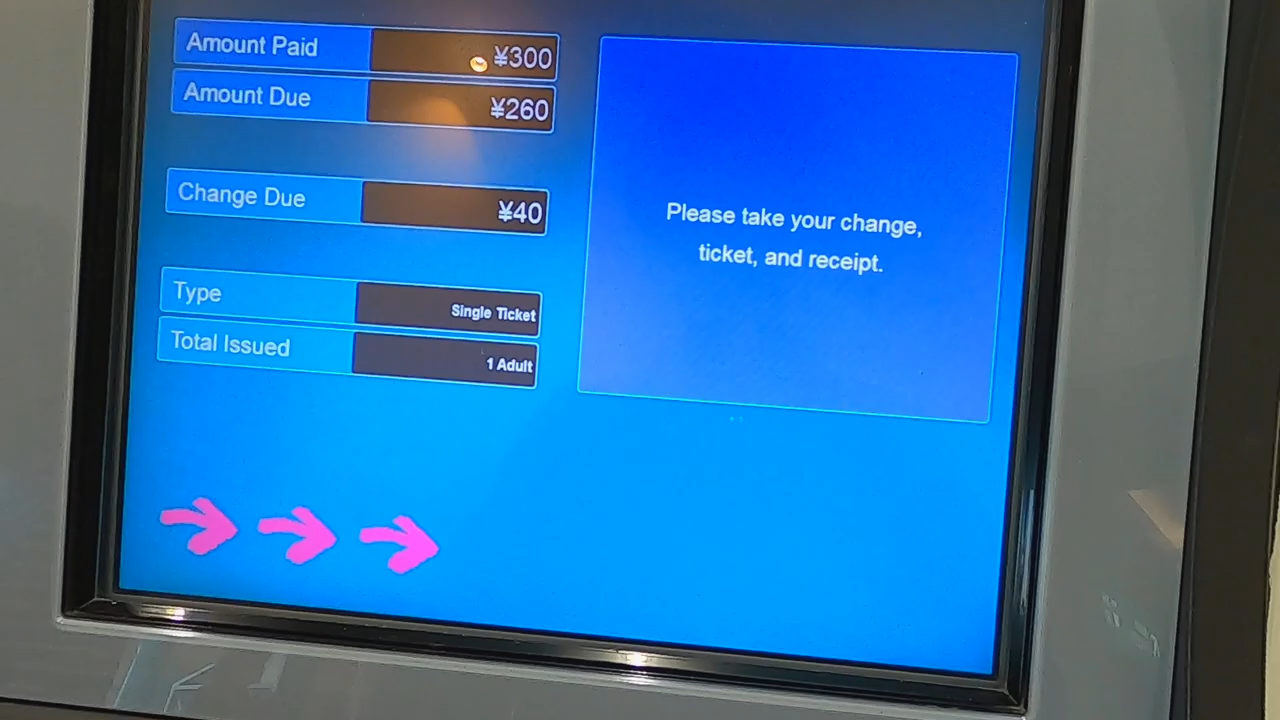 Amount Paid ¥300
Amount Due ¥260
Change Due ¥40
Type Single Ticket
Total Issued 1 Adult
Please take your change,
ticket, and receipt.